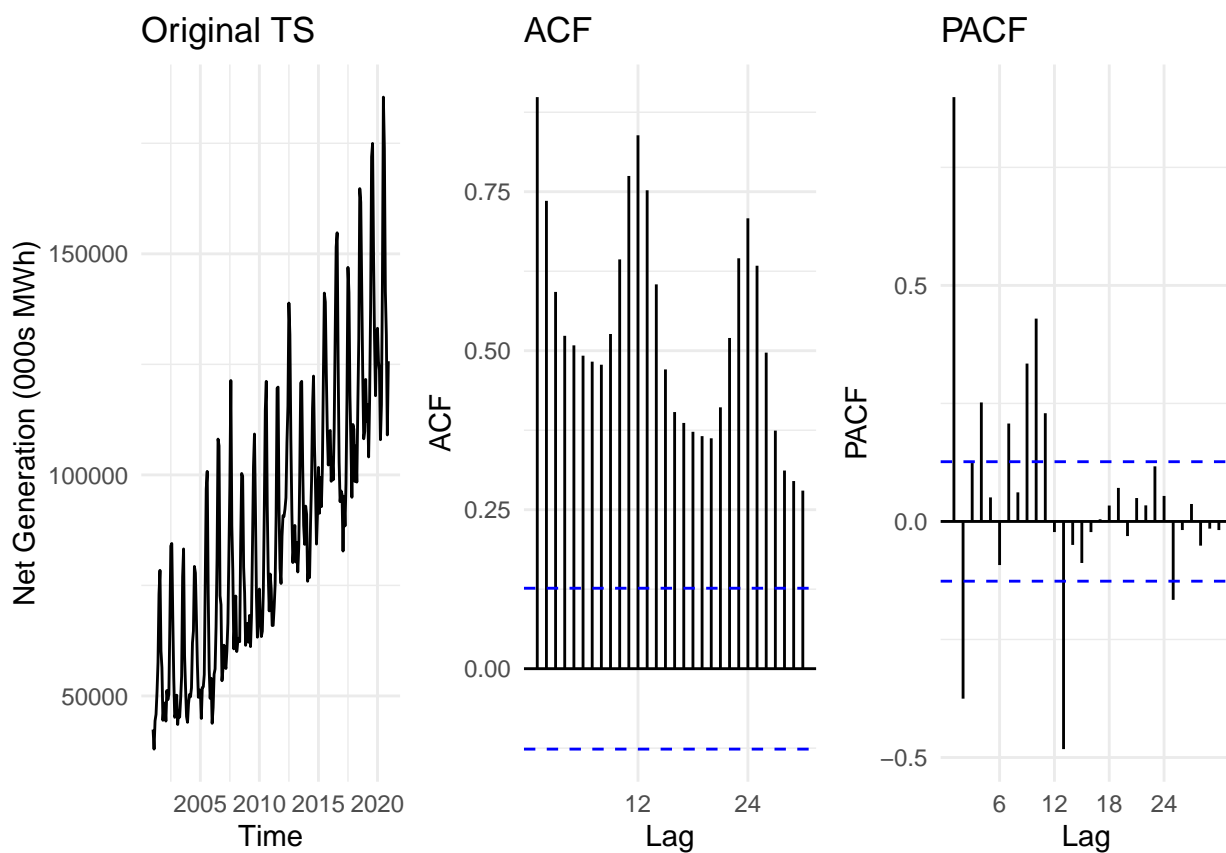 Original TS
Net Generation (000s MWh)
150000
100000
50000
2005 2010 2015 2020
Time
ACF
ACF
0.75
0.50
0.25
0.00
12 24
Lag
PACF
PACF
0.5
0.0
−0.5
6 12 18 24
Lag